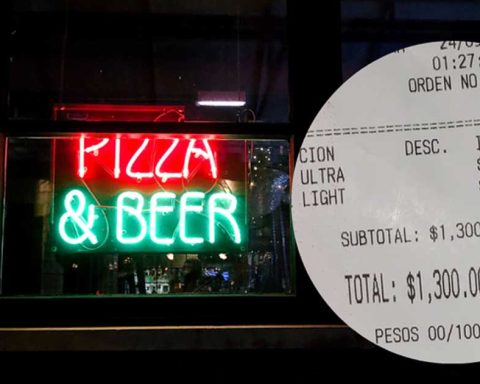 PIZZA
& BEER
24/0
01:27:
ORDEN NO
CION DESC.
ULTRA
LIGHT
SUBTOTAL: $1,300
TOTAL: $1,300.0
PESOS 00/100